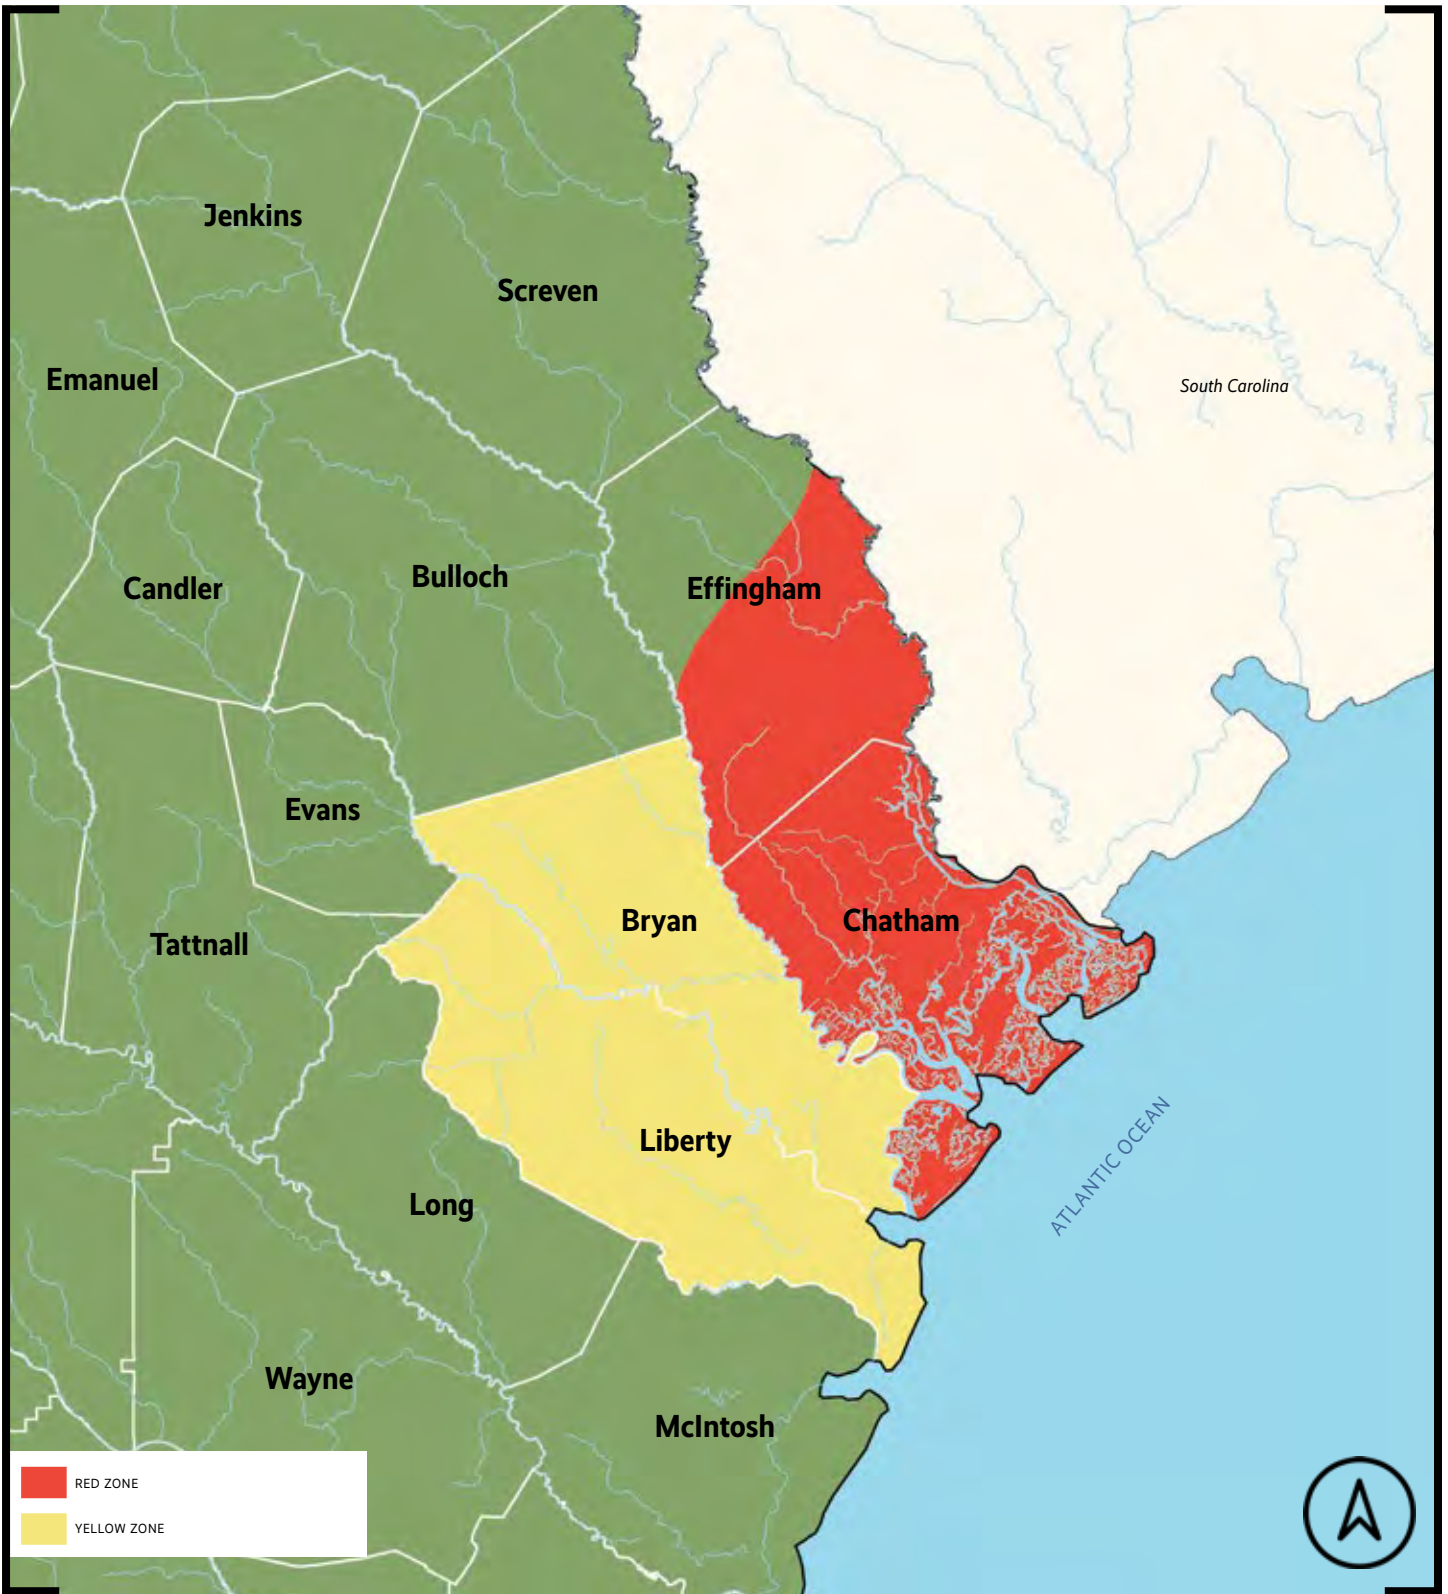 Jenkins
Screven
Emanuel
South Carolina
Candler
Bulloch
Effingham
Evans
Bryan
Chatham
Tattnall
Liberty
ATLANTIC OCEAN
Long
Wayne
McIntosh
RED ZONE
YELLOW ZONE